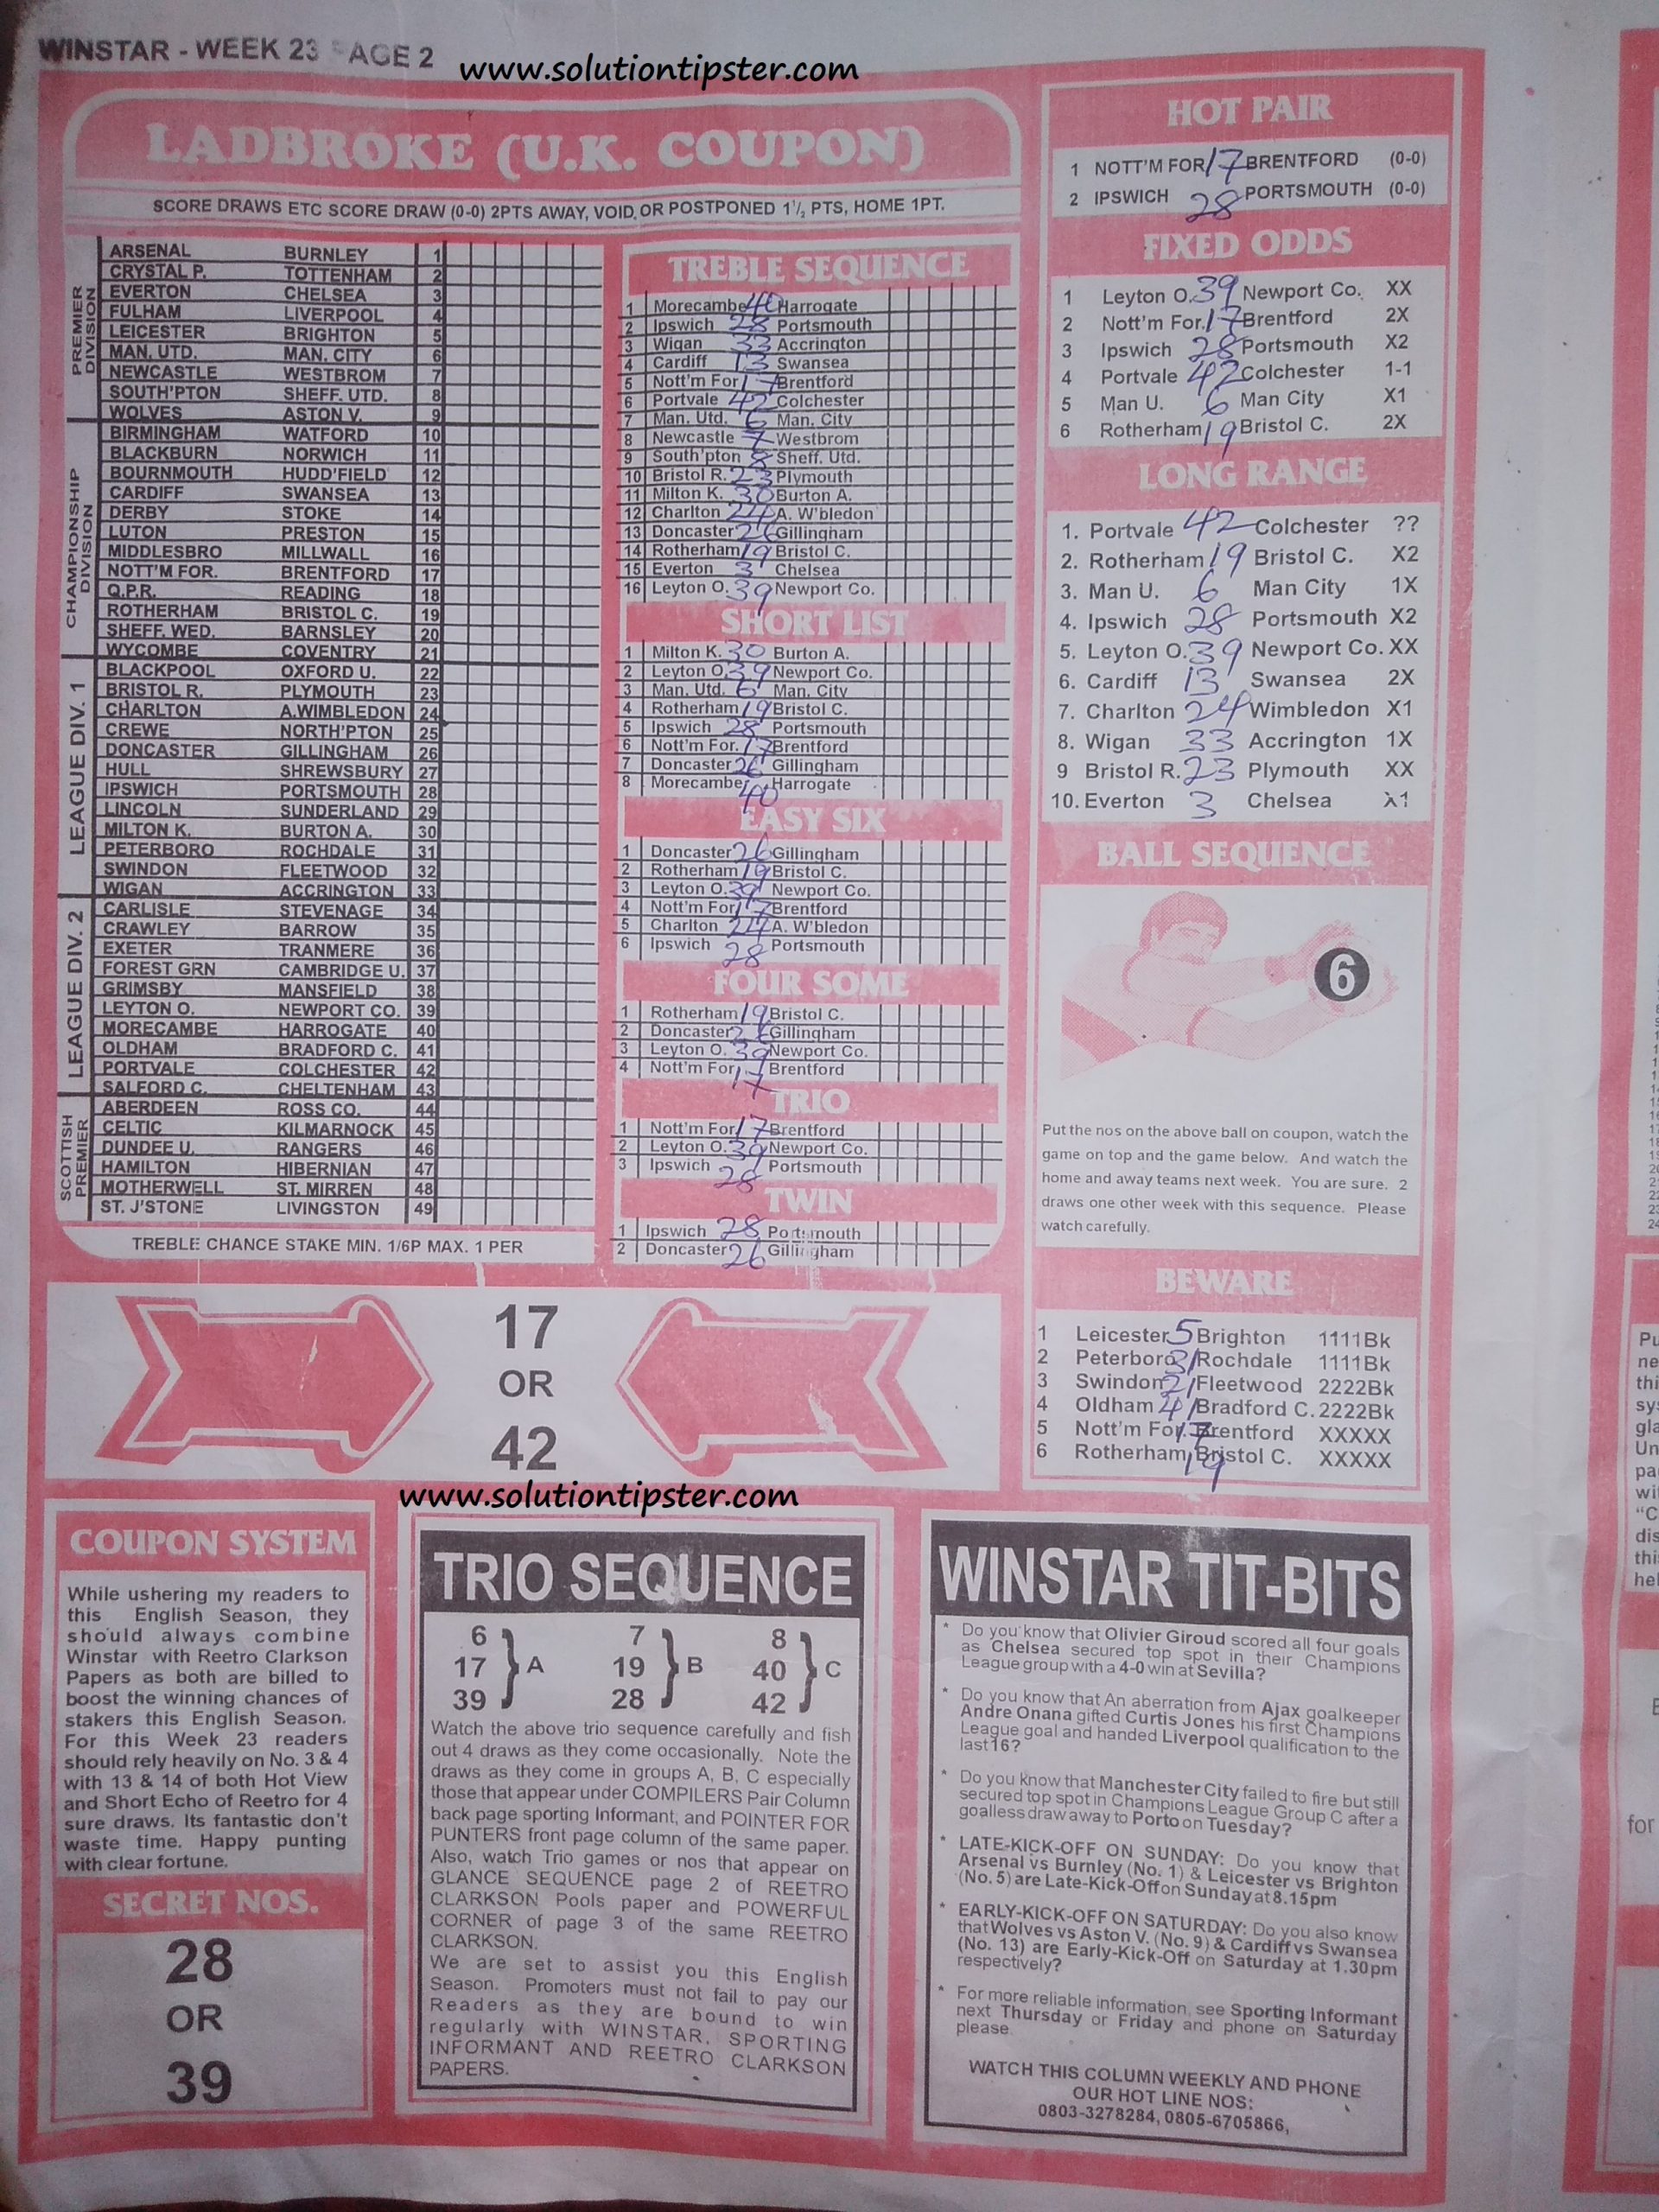 WINSTAR - WEEK 23 PAGE 2
www.solutiontipster.com
LADBROKE (U.K. COUPON)
SCORE DRAWS ETC SCORE DRAW (0-0) 2PTS AWAY, VOID, OR POSTPONED 1½ PTS, HOME 1PT.
PREMIER DIVISION
ARSENAL BURNLEY 1
CRYSTAL P. TOTTENHAM 2
EVERTON CHELSEA 3
FULHAM LIVERPOOL 4
LEICESTER BRIGHTON 5
MAN. UTD. MAN. CITY 6
NEWCASTLE WESTBROM 7
SOUTH'PTON SHEFF. UTD. 8
WOLVES ASTON V. 9
CHAMPIONSHIP DIVISION
BIRMINGHAM WATFORD 10
BLACKBURN NORWICH 11
BOURNMOUTH HUDD'FIELD 12
CARDIFF SWANSEA 13
DERBY STOKE 14
LUTON PRESTON 15
MIDDLESBRO MILLWALL 16
NOTT'M FOR. BRENTFORD 17
Q.P.R. READING 18
ROTHERHAM BRISTOL C. 19
SHEFF. WED. BARNSLEY 20
WYCOMBE COVENTRY 21
LEAGUE DIV. 1
BLACKPOOL OXFORD U. 22
BRISTOL R. PLYMOUTH 23
CHARLTON A.WIMBLEDON 24
CREWE NORTH'PTON 25
DONCASTER GILLINGHAM 26
HULL SHREWSBURY 27
IPSWICH PORTSMOUTH 28
LINCOLN SUNDERLAND 29
MILTON K. BURTON A. 30
PETERBORO ROCHDALE 31
SWINDON FLEETWOOD 32
WIGAN ACCRINGTON 33
LEAGUE DIV. 2
CARLISLE STEVENAGE 34
CRAWLEY BARROW 35
EXETER TRANMERE 36
FOREST GRN CAMBRIDGE U. 37
GRIMSBY MANSFIELD 38
LEYTON O. NEWPORT CO. 39
MORECAMBE HARROGATE 40
OLDHAM BRADFORD C. 41
PORTVALE COLCHESTER 42
SALFORD C. CHELTENHAM 43
SCOTTISH PREMIER
ABERDEEN ROSS CO. 44
CELTIC KILMARNOCK 45
DUNDEE U. RANGERS 46
HAMILTON HIBERNIAN 47
MOTHERWELL ST. MIRREN 48
ST. J'STONE LIVINGSTON 49
TREBLE CHANCE STAKE MIN. 1/6P MAX. 1 PER
TREBLE SEQUENCE
1 Morecambe 40 Harrogate
2 Ipswich 28 Portsmouth
3 Wigan 33 Accrington
4 Cardiff 13 Swansea
5 Nott'm For 17 Brentford
6 Portvale 42 Colchester
7 Man. Utd. 6 Man. City
8 Newcastle 7 Westbrom
9 South'pton 8 Sheff. Utd.
10 Bristol R. 23 Plymouth
11 Milton K. 30 Burton A.
12 Charlton 24 A. W'bledon
13 Doncaster 26 Gillingham
14 Rotherham 19 Bristol C.
15 Everton 3 Chelsea
16 Leyton O. 39 Newport Co.
SHORT LIST
1 Milton K. 30 Burton A.
2 Leyton O. 39 Newport Co.
3 Man. Utd. 6 Man. City
4 Rotherham 19 Bristol C.
5 Ipswich 28 Portsmouth
6 Nott'm For. 17 Brentford
7 Doncaster 26 Gillingham
8 Morecambe 40 Harrogate
EASY SIX
1 Doncaster 26 Gillingham
2 Rotherham 19 Bristol C.
3 Leyton O. 39 Newport Co.
4 Nott'm For 17 Brentford
5 Charlton 24 A. W'bledon
6 Ipswich 28 Portsmouth
FOUR SOME
1 Rotherham 19 Bristol C.
2 Doncaster 26 Gillingham
3 Leyton O. 39 Newport Co.
4 Nott'm For 17 Brentford
TRIO
1 Nott'm For 17 Brentford
2 Leyton O. 39 Newport Co.
3 Ipswich 28 Portsmouth
TWIN
1 Ipswich 28 Portsmouth
2 Doncaster 26 Gillingham
HOT PAIR
1 NOTT'M FOR 17 BRENTFORD (0-0)
2 IPSWICH 28 PORTSMOUTH (0-0)
FIXED ODDS
1 Leyton O. 39 Newport Co. XX
2 Nott'm For. 17 Brentford 2X
3 Ipswich 28 Portsmouth X2
4 Portvale 42 Colchester 1-1
5 Man U. 6 Man City X1
6 Rotherham 19 Bristol C. 2X
LONG RANGE
1. Portvale 42 Colchester ??
2. Rotherham 19 Bristol C. X2
3. Man U. 6 Man City 1X
4. Ipswich 28 Portsmouth X2
5. Leyton O. 39 Newport Co. XX
6. Cardiff 13 Swansea 2X
7. Charlton 24 Wimbledon X1
8. Wigan 33 Accrington 1X
9 Bristol R. 23 Plymouth XX
10. Everton 3 Chelsea X1
BALL SEQUENCE
6
Put the nos on the above ball on coupon, watch the
game on top and the game below. And watch the
home and away teams next week. You are sure. 2
draws one other week with this sequence. Please
watch carefully.
BEWARE
1 Leicester 5 Brighton 1111Bk
2 Peterboro 31 Rochdale 1111Bk
3 Swindon 21 Fleetwood 2222Bk
4 Oldham 41 Bradford C. 2222Bk
5 Nott'm For. 17 Brentford XXXXX
6 Rotherham 19 Bristol C. XXXXX
17
OR
42
www.solutiontipster.com
COUPON SYSTEM
While ushering my readers to
this English Season, they
should always combine
Winstar with Reetro Clarkson
Papers as both are billed to
boost the winning chances of
stakers this English Season.
For this Week 23 readers
should rely heavily on No. 3 & 4
with 13 & 14 of both Hot View
and Short Echo of Reetro for 4
sure draws. Its fantastic don't
waste time. Happy punting
with clear fortune.
SECRET NOS.
28
OR
39
TRIO SEQUENCE
6 7 8
17 A 19 B 40 C
39 28 42
Watch the above trio sequence carefully and fish
out 4 draws as they come occasionally. Note the
draws as they come in groups A, B, C especially
those that appear under COMPILERS Pair Column
back page sporting Informant, and POINTER FOR
PUNTERS front page column of the same paper.
Also, watch Trio games or nos that appear on
GLANCE SEQUENCE page 2 of REETRO
CLARKSON Pools paper and POWERFUL
CORNER of page 3 of the same REETRO
CLARKSON.
We are set to assist you this English
Season. Promoters must not fail to pay our
Readers as they are bound to win
regularly with WINSTAR, SPORTING
INFORMANT AND REETRO CLARKSON
PAPERS.
WINSTAR TIT-BITS
* Do you know that Olivier Giroud scored all four goals
as Chelsea secured top spot in their Champions
League group with a 4-0 win at Sevilla?
* Do you know that An aberration from Ajax goalkeeper
Andre Onana gifted Curtis Jones his first Champions
League goal and handed Liverpool qualification to the
last 16?
* Do you know that Manchester City failed to fire but still
secured top spot in Champions League Group C after a
goalless draw away to Porto on Tuesday?
* LATE-KICK-OFF ON SUNDAY: Do you know that
Arsenal vs Burnley (No. 1) & Leicester vs Brighton
(No. 5) are Late-Kick-Off on Sunday at 8.15pm
* EARLY-KICK-OFF ON SATURDAY: Do you also know
that Wolves vs Aston V. (No. 9) & Cardiff vs Swansea
(No. 13) are Early-Kick-Off on Saturday at 1.30pm
respectively?
* For more reliable information, see Sporting Informant
next Thursday or Friday and phone on Saturday
please.
WATCH THIS COLUMN WEEKLY AND PHONE
OUR HOT LINE NOS:
0803-3278284, 0805-6705866,